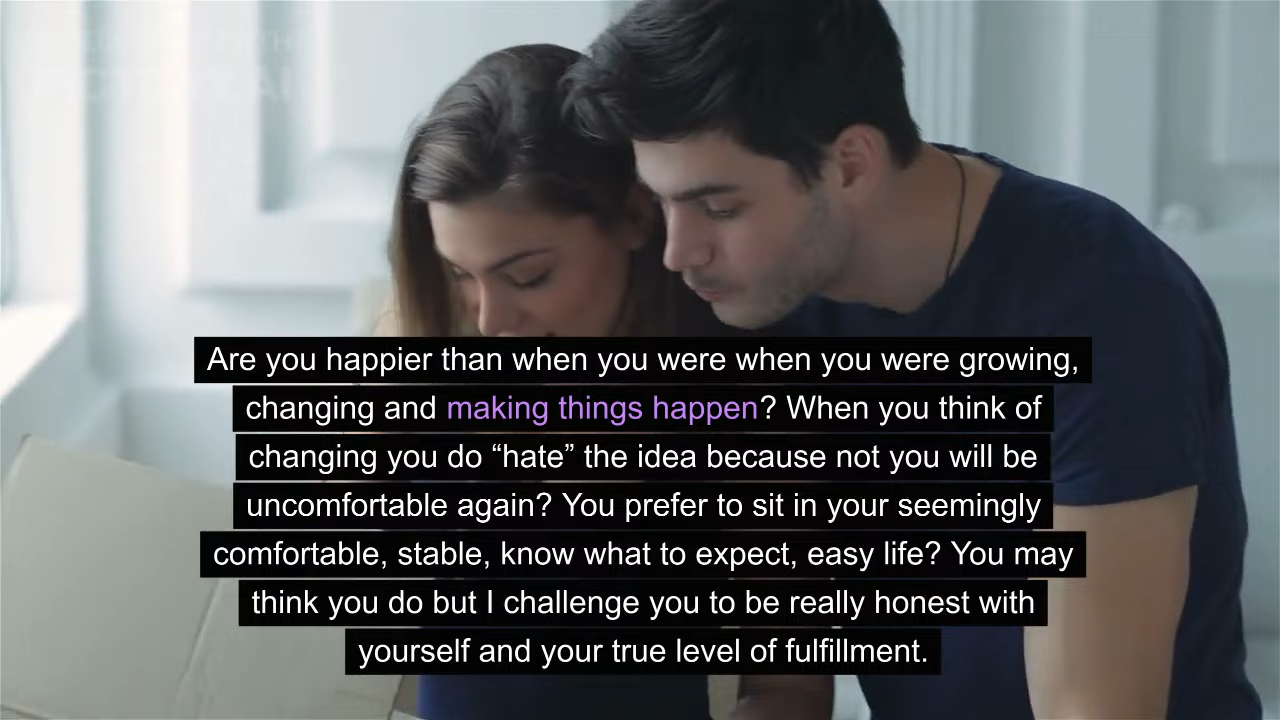 Are you happier than when you were when you were growing,
changing and making things happen? When you think of
changing you do “hate” the idea because not you will be
uncomfortable again? You prefer to sit in your seemingly
comfortable, stable, know what to expect, easy life? You may
think you do but I challenge you to be really honest with
yourself and your true level of fulfillment.